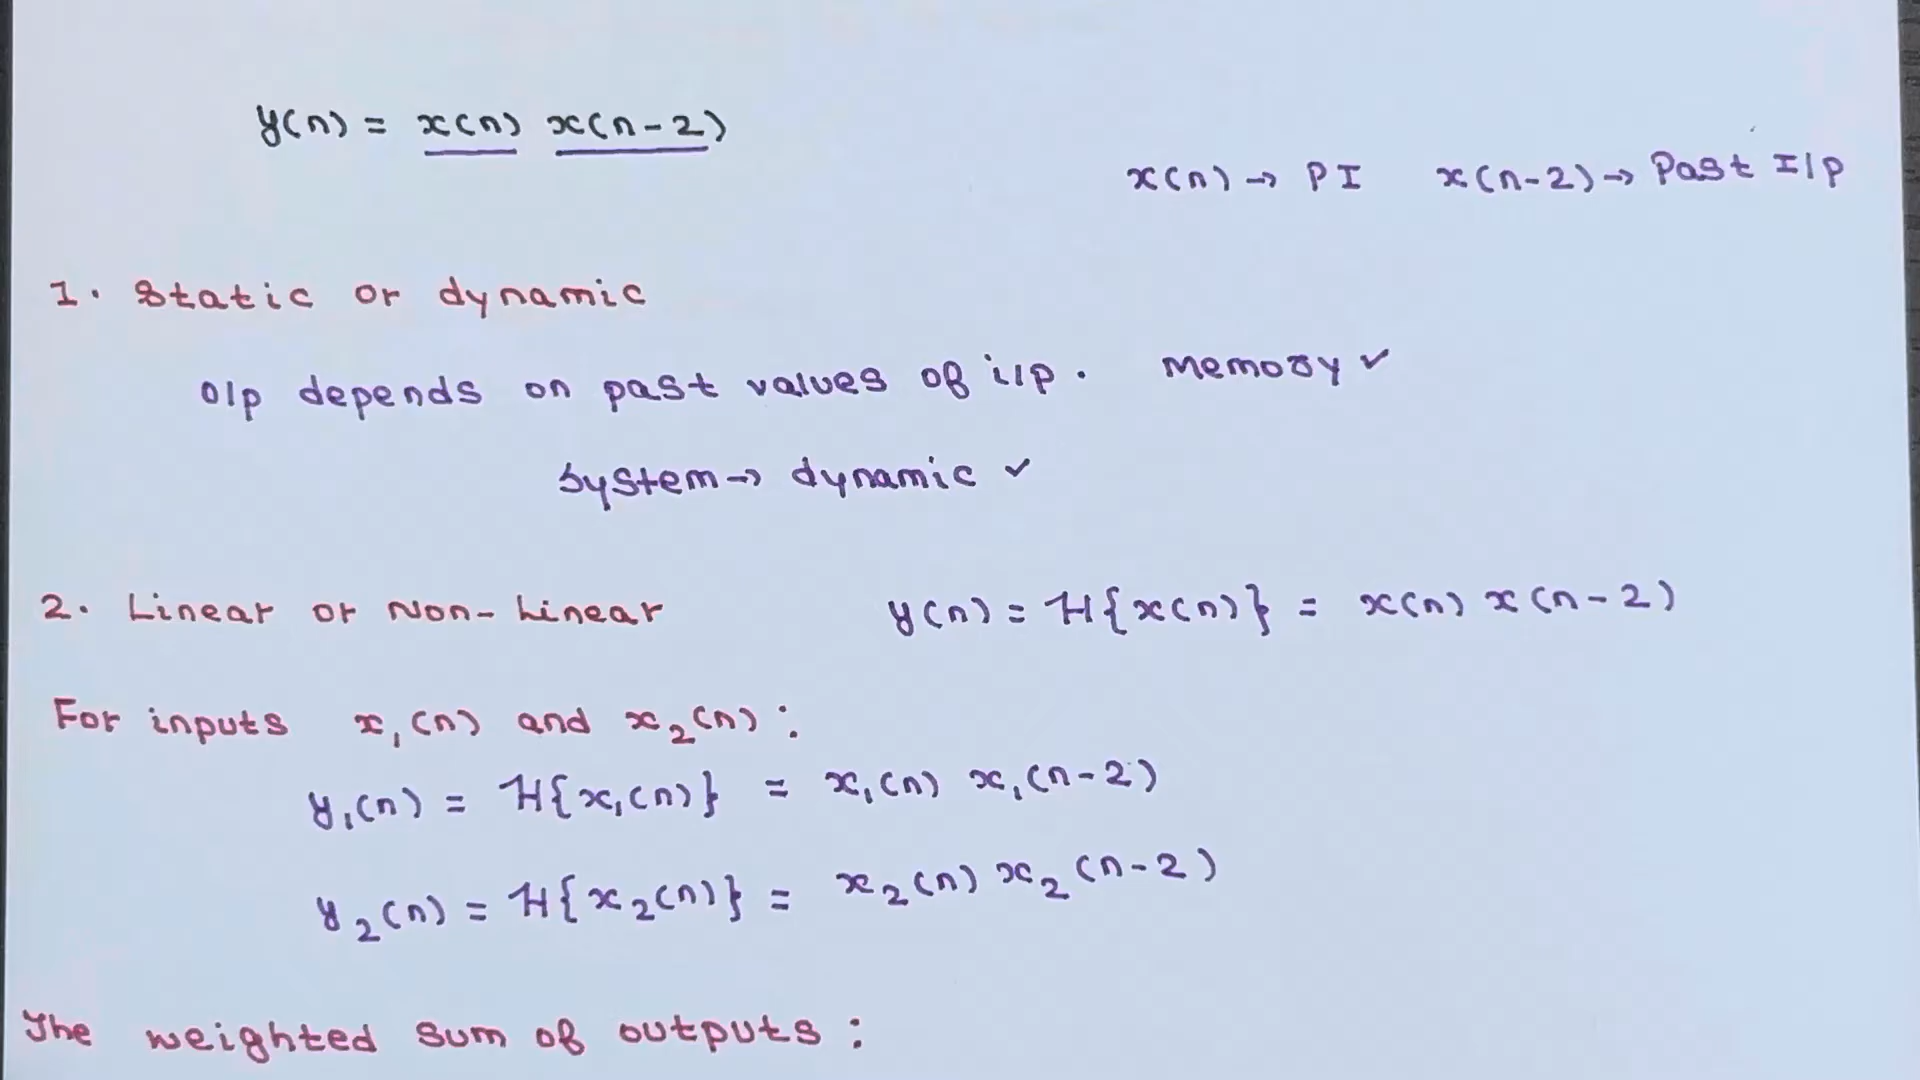 y(n) = x(n) x(n-2)
x(n) → PI x(n-2) → Past I/p
1. Static or dynamic
o/p depends on past values of i/p. Memory ✓
System → dynamic ✓
2. Linear or Non-Linear y(n) = H{x(n)} = x(n) x(n-2)
For inputs x₁(n) and x₂(n):
y₁(n) = H{x₁(n)} = x₁(n) x₁(n-2)
y₂(n) = H{x₂(n)} = x₂(n) x₂(n-2)
The weighted sum of outputs: